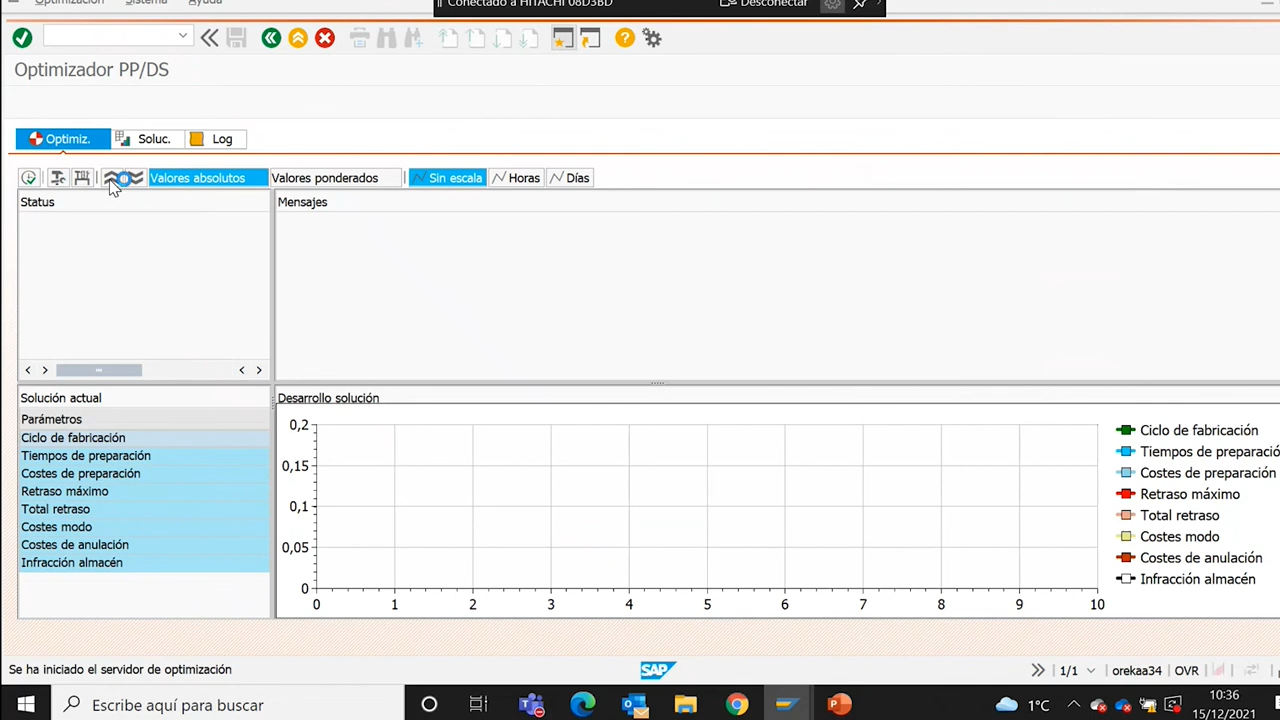 Optimización Sistema Ayuda
Conectado a HITACHI 08D3BD Desconectar
Optimizador PP/DS
Optimiz. Soluc. Log
Valores absolutos Valores ponderados Sin escala Horas Días
Status
Mensajes
Solución actual
Parámetros
Ciclo de fabricación
Tiempos de preparación
Costes de preparación
Retraso máximo
Total retraso
Costes modo
Costes de anulación
Infracción almacén
Desarrollo solución
0,2
0,15
0,1
0,05
0
0 1 2 3 4 5 6 7 8 9 10
Ciclo de fabricación
Tiempos de preparació
Costes de preparación
Retraso máximo
Total retraso
Costes modo
Costes de anulación
Infracción almacén
Se ha iniciado el servidor de optimización
SAP
1/1 orekaa34 OVR
Escribe aquí para buscar
1°C
10:36
15/12/2021